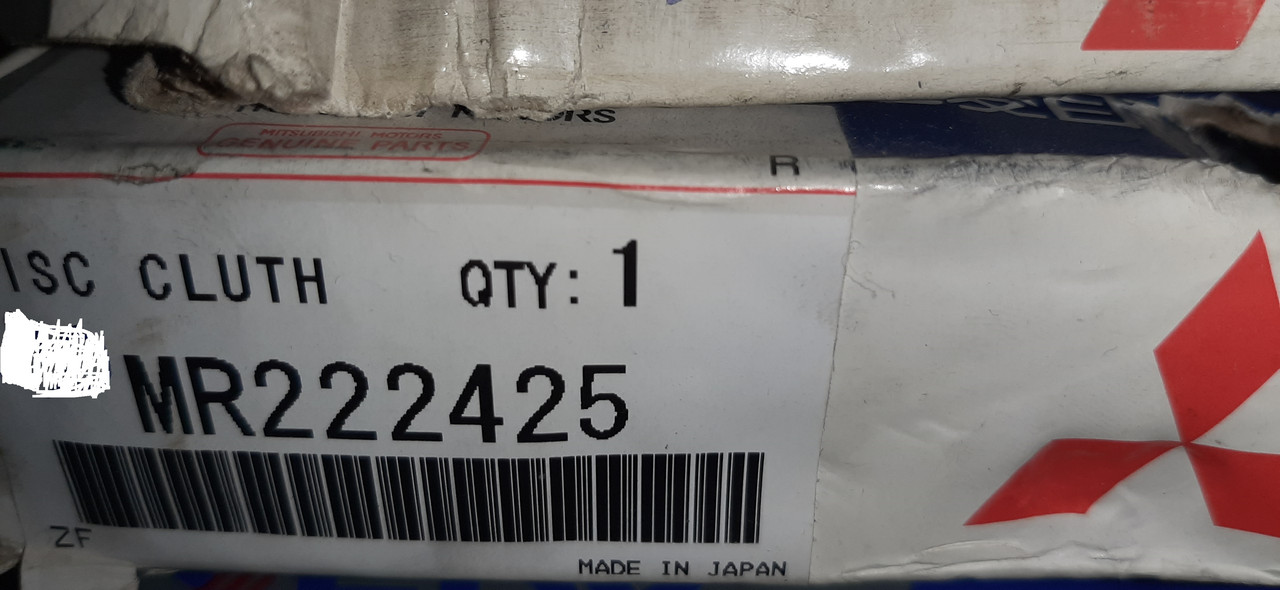 MITSUBISHI MOTORS
GENUINE PARTS
R
ISC CLUTH QTY: 1
MR222425
ZF
MADE IN JAPAN